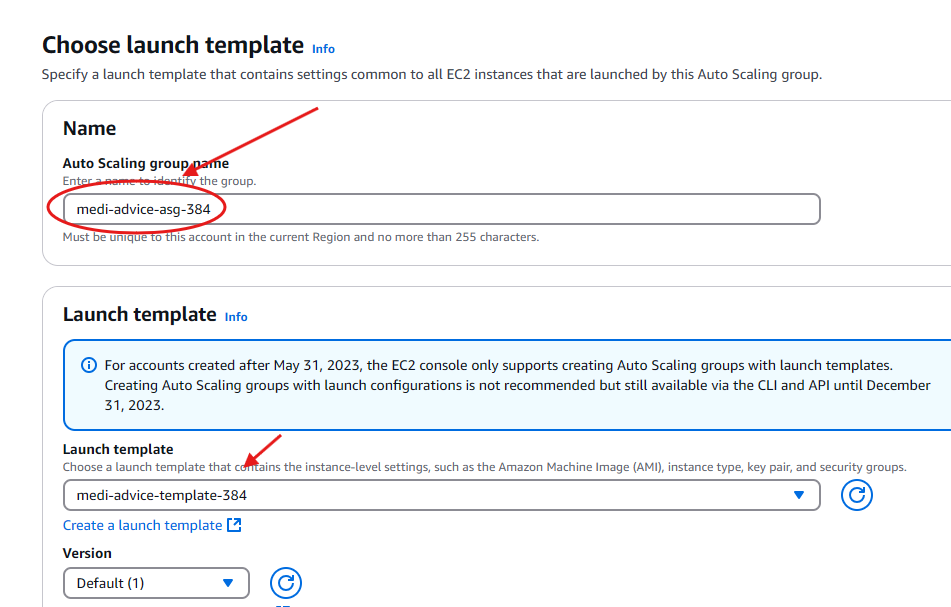 Choose launch template Info
Specify a launch template that contains settings common to all EC2 instances that are launched by this Auto Scaling group.
Name
Auto Scaling group name
Enter a name to identify the group.
medi-advice-asg-384
Must be unique to this account in the current Region and no more than 255 characters.
Launch template Info
For accounts created after May 31, 2023, the EC2 console only supports creating Auto Scaling groups with launch templates.
Creating Auto Scaling groups with launch configurations is not recommended but still available via the CLI and API until December
31, 2023.
Launch template
Choose a launch template that contains the instance-level settings, such as the Amazon Machine Image (AMI), instance type, key pair, and security groups.
medi-advice-template-384
Create a launch template
Version
Default (1)